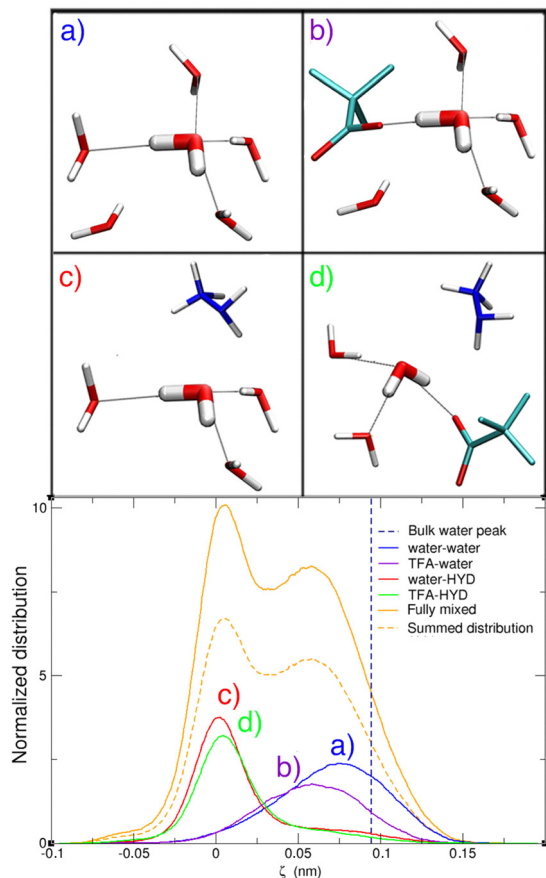 a)
b)
c)
d)
10
5
0
Normalized distribution
Bulk water peak
water-water
TFA-water
water-HYD
TFA-HYD
Fully mixed
Summed distribution
c)
d)
b)
a)
-0.1
-0.05
0
0.05
0.1
0.15
ζ (nm)